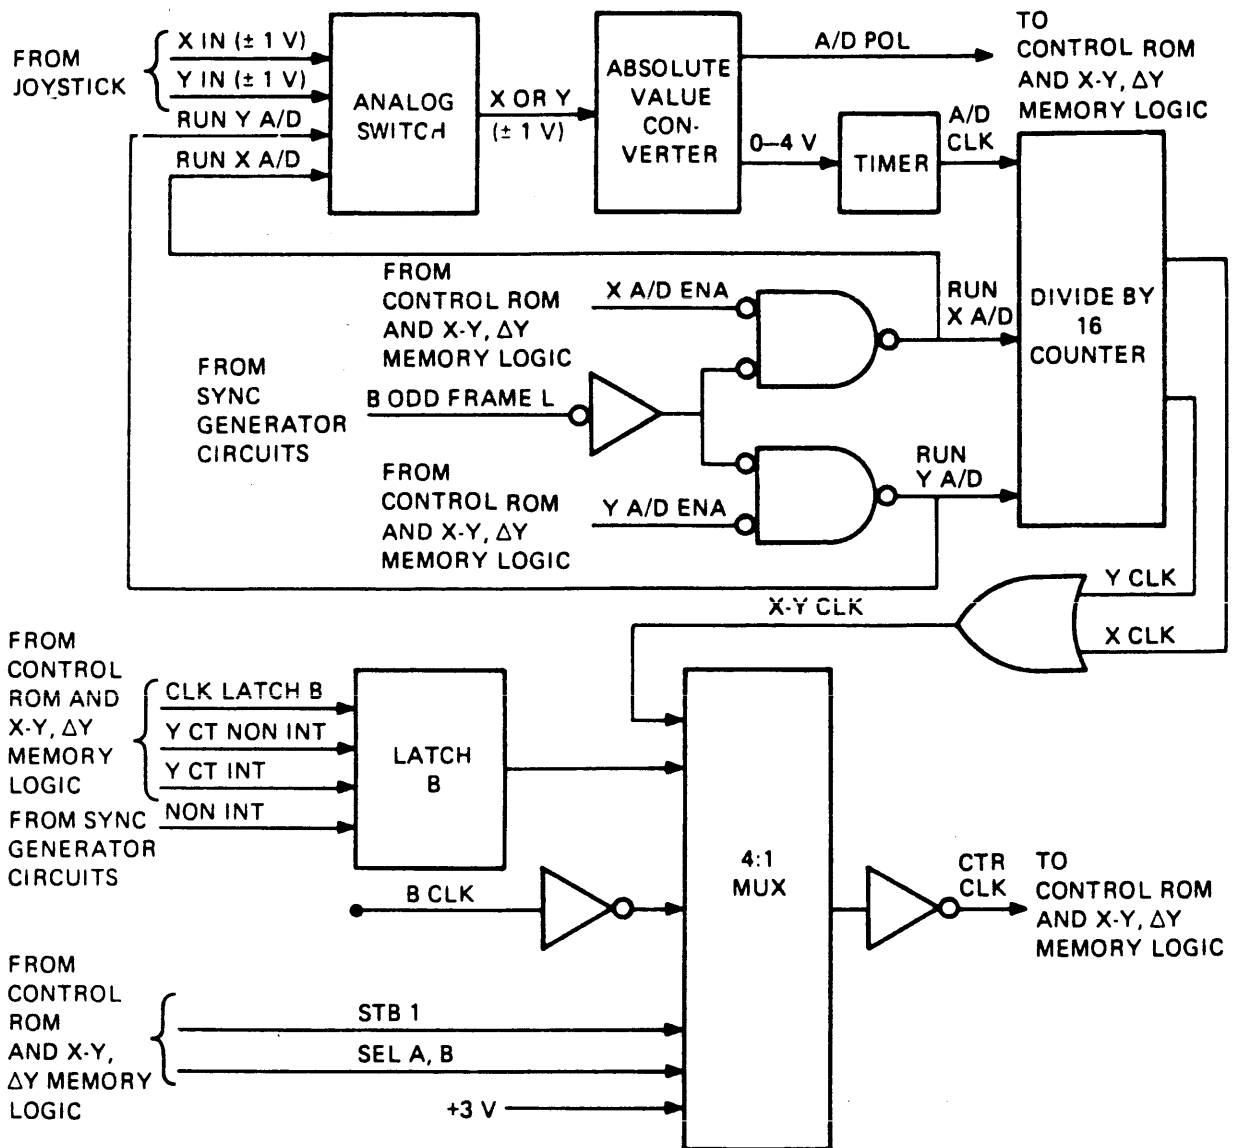 FROM
JOYSTICK
X IN (± 1 V)
Y IN (± 1 V)
RUN Y A/D
RUN X A/D
ANALOG
SWITCH
X OR Y
(± 1 V)
ABSOLUTE
VALUE
CON-
VERTER
A/D POL
0–4 V
TIMER
A/D
CLK
TO
CONTROL ROM
AND X-Y, ΔY
MEMORY LOGIC
FROM
CONTROL ROM
AND X-Y, ΔY
MEMORY LOGIC
X A/D ENA
RUN
X A/D
DIVIDE BY
16
COUNTER
FROM
SYNC
GENERATOR
CIRCUITS
B ODD FRAME L
FROM
CONTROL ROM
AND X-Y, ΔY
MEMORY LOGIC
Y A/D ENA
RUN
Y A/D
Y CLK
X CLK
X-Y CLK
FROM
CONTROL
ROM AND
X-Y, ΔY
MEMORY
LOGIC
CLK LATCH B
Y CT NON INT
Y CT INT
NON INT
FROM SYNC
GENERATOR
CIRCUITS
LATCH
B
B CLK
4:1
MUX
CTR
CLK
TO
CONTROL ROM
AND X-Y, ΔY
MEMORY LOGIC
FROM
CONTROL
ROM
AND X-Y,
ΔY MEMORY
LOGIC
STB 1
SEL A, B
+3 V